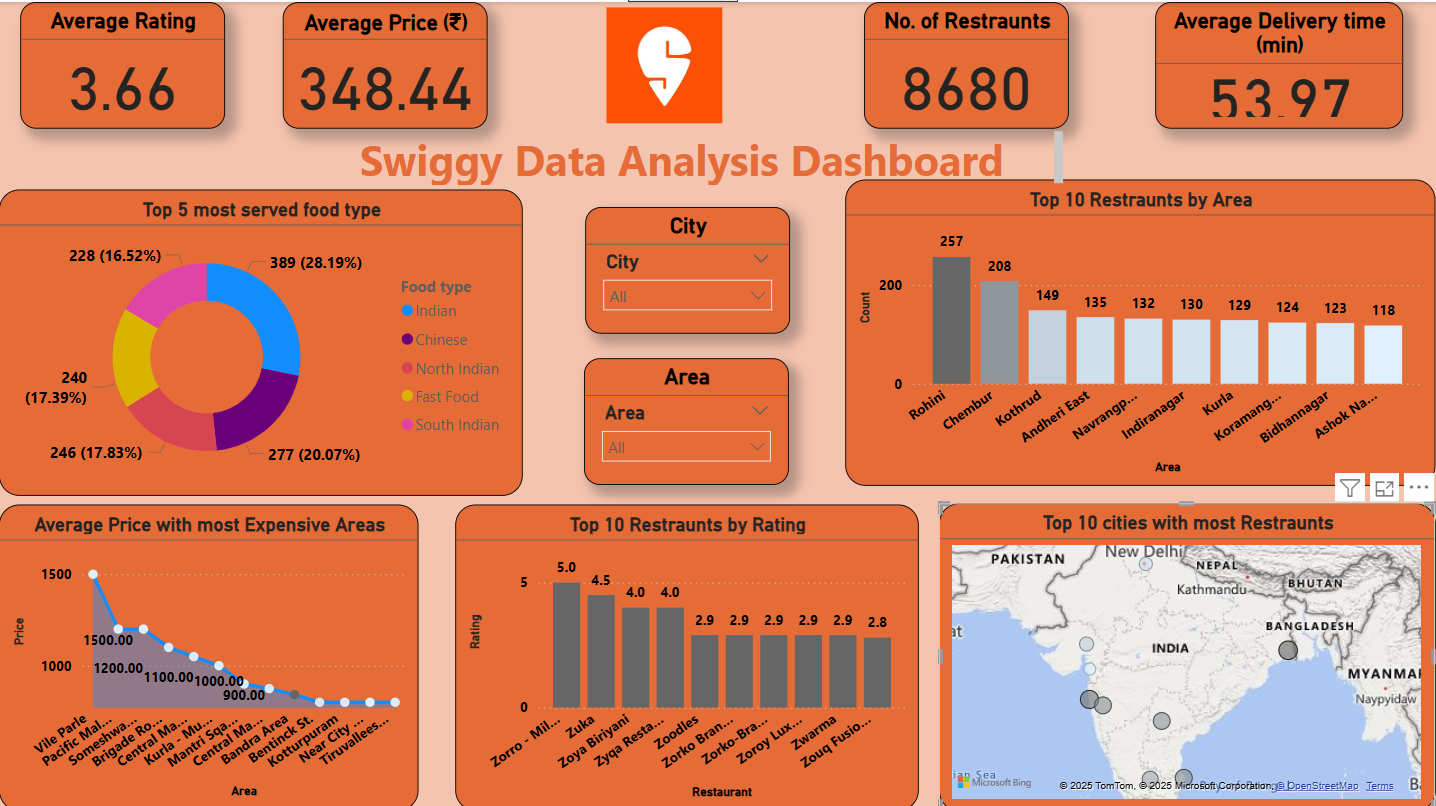 Average Rating
3.66
Average Price (₹)
348.44
No. of Restraunts
8680
Average Delivery time
(min)
53.97
Swiggy Data Analysis Dashboard
Top 5 most served food type
228 (16.52%)
389 (28.19%)
240
(17.39%)
246 (17.83%)
277 (20.07%)
Food type
Indian
Chinese
North Indian
Fast Food
South Indian
City
City
All
Area
Area
All
Top 10 Restraunts by Area
Count
200
0
257
208
149
135
132
130
129
124
123
118
Rohini
Chembur
Kothrud
Andheri East
Navrangp...
Indiranagar
Kurla
Koramang...
Bidhannagar
Ashok Na...
Area
Average Price with most Expensive Areas
Price
1500
1000
1500.00
1200.00
1100.00
1000.00
900.00
Vile Parle
Pacific Mal...
Someshwa...
Brigade Ro...
Central Ma...
Kurla - Mu...
Mantri Squ...
Central Ma...
Bandra Area
Bentinck St.
Kotturpuram
Near City ...
Tiruvallees...
Area
Top 10 Restraunts by Rating
Rating
5
0
5.0
4.5
4.0
4.0
2.9
2.9
2.9
2.9
2.9
2.8
Zorro - Mil...
Zuka
Zoya Biriyani
Zyqa Resta...
Zoodles
Zorko Bran...
Zorko-Bra...
Zoroy Lux...
Zwarma
Zouq Fusio...
Restaurant
Top 10 cities with most Restraunts
PAKISTAN
New Delhi
NEPAL
Kathmandu
BHUTAN
BANGLADESH
INDIA
MYANMAR
Naypyidaw
Microsoft Bing
© 2025 TomTom, © 2025 Microsoft Corporation, © OpenStreetMap Terms